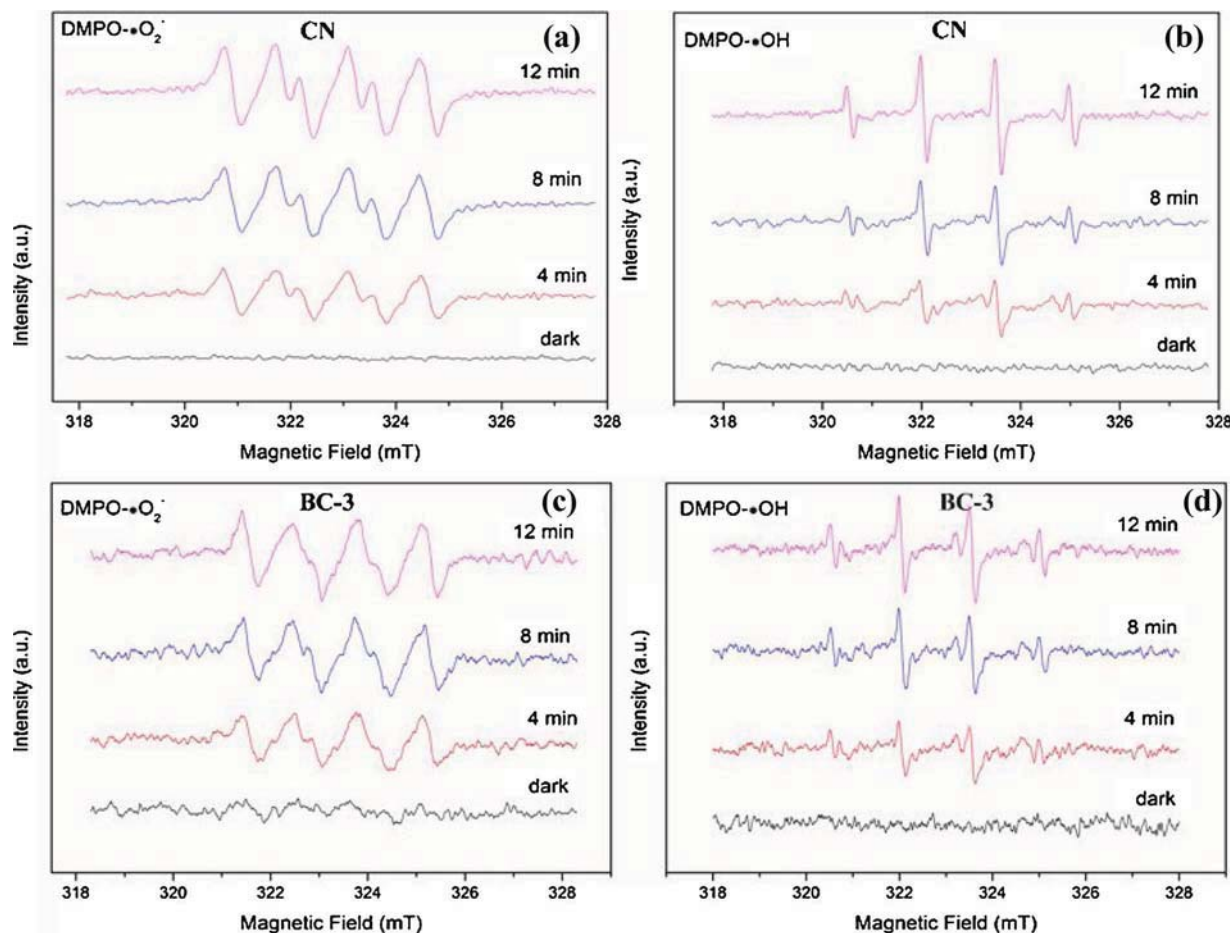 DMPO-•O₂⁻ CN (a)
12 min
8 min
4 min
dark
Intensity (a.u.)
318 320 322 324 326 328
Magnetic Field (mT)
DMPO-•OH CN (b)
12 min
8 min
4 min
dark
Intensity (a.u.)
318 320 322 324 326 328
Magnetic Field (mT)
DMPO-•O₂⁻ BC-3 (c)
12 min
8 min
4 min
dark
Intensity (a.u.)
318 320 322 324 326 328
Magnetic Field (mT)
DMPO-•OH BC-3 (d)
12 min
8 min
4 min
dark
Intensity (a.u.)
318 320 322 324 326 328
Magnetic Field (mT)